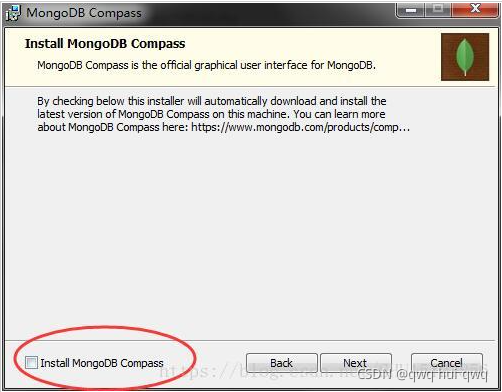 MongoDB Compass
Install MongoDB Compass
MongoDB Compass is the official graphical user interface for MongoDB.
By checking below this installer will automatically download and install the
latest version of MongoDB Compass on this machine. You can learn more
about MongoDB Compass here: https://www.mongodb.com/products/comp...
Install MongoDB Compass
Back
Next
Cancel
https://blog.csdn.net
CSDN @qwq hui qwq